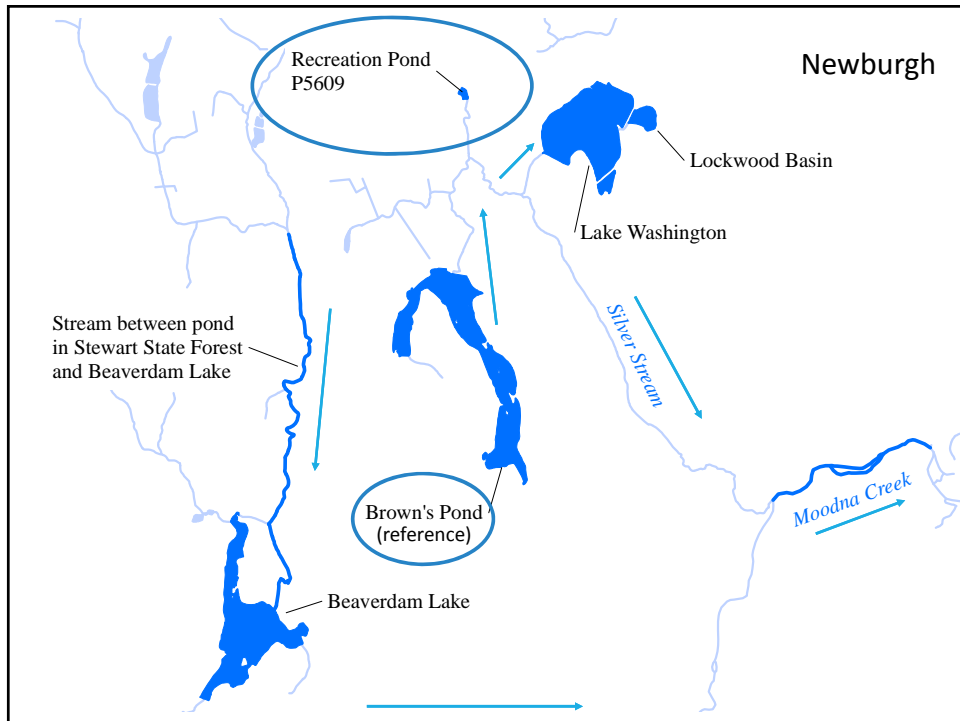 Newburgh
Recreation Pond
P5609
Lockwood Basin
Lake Washington
Stream between pond
in Stewart State Forest
and Beaverdam Lake
Silver Stream
Moodna Creek
Brown's Pond
(reference)
Beaverdam Lake